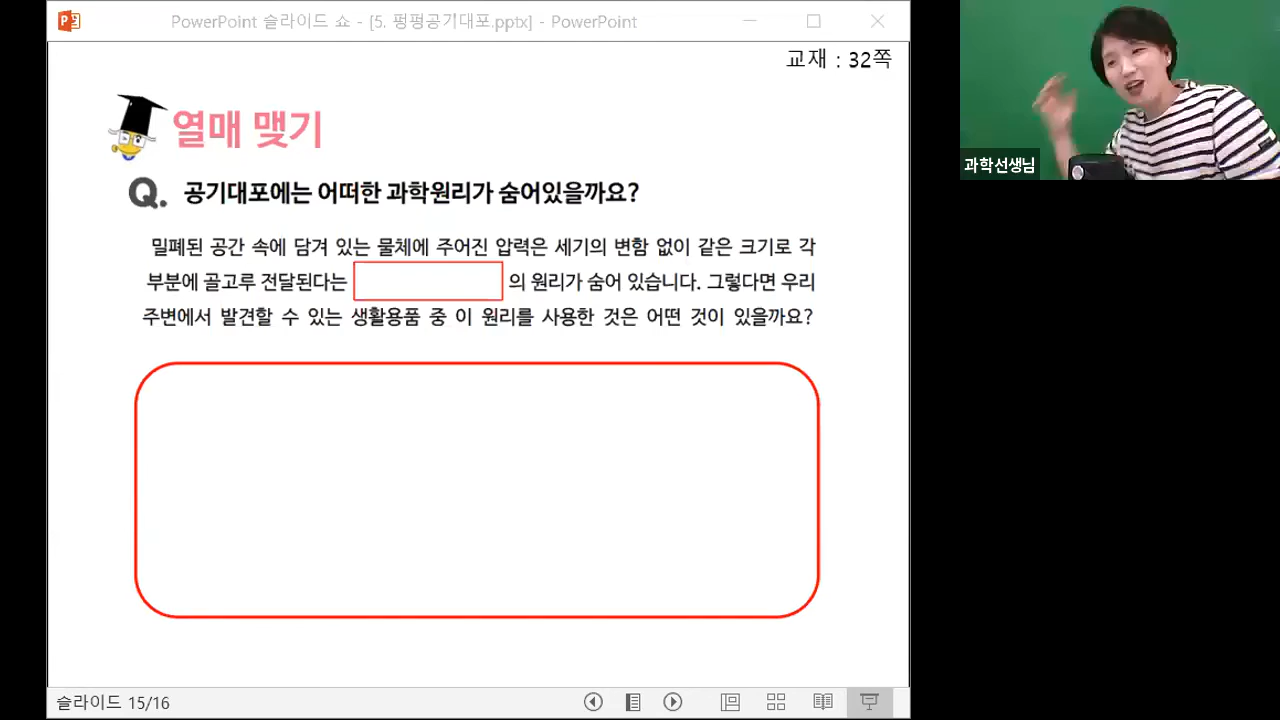 PowerPoint 슬라이드 쇼 - [5. 펑펑공기대포.pptx] - PowerPoint
교재 : 32쪽
열매 맺기
Q. 공기대포에는 어떠한 과학원리가 숨어있을까요?
밀폐된 공간 속에 담겨 있는 물체에 주어진 압력은 세기의 변함 없이 같은 크기로 각
부분에 골고루 전달된다는 의 원리가 숨어 있습니다. 그렇다면 우리
주변에서 발견할 수 있는 생활용품 중 이 원리를 사용한 것은 어떤 것이 있을까요?
슬라이드 15/16
과학선생님